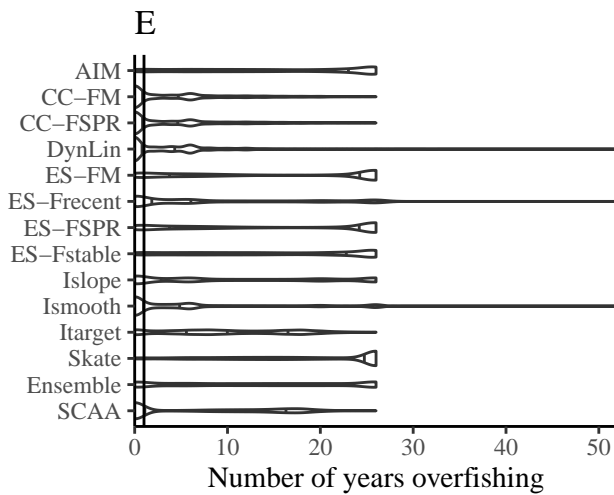 E
AIM
CC−FM
CC−FSPR
DynLin
ES−FM
ES−Frecent
ES−FSPR
ES−Fstable
Islope
Ismooth
Itarget
Skate
Ensemble
SCAA
0 10 20 30 40 50
Number of years overfishing